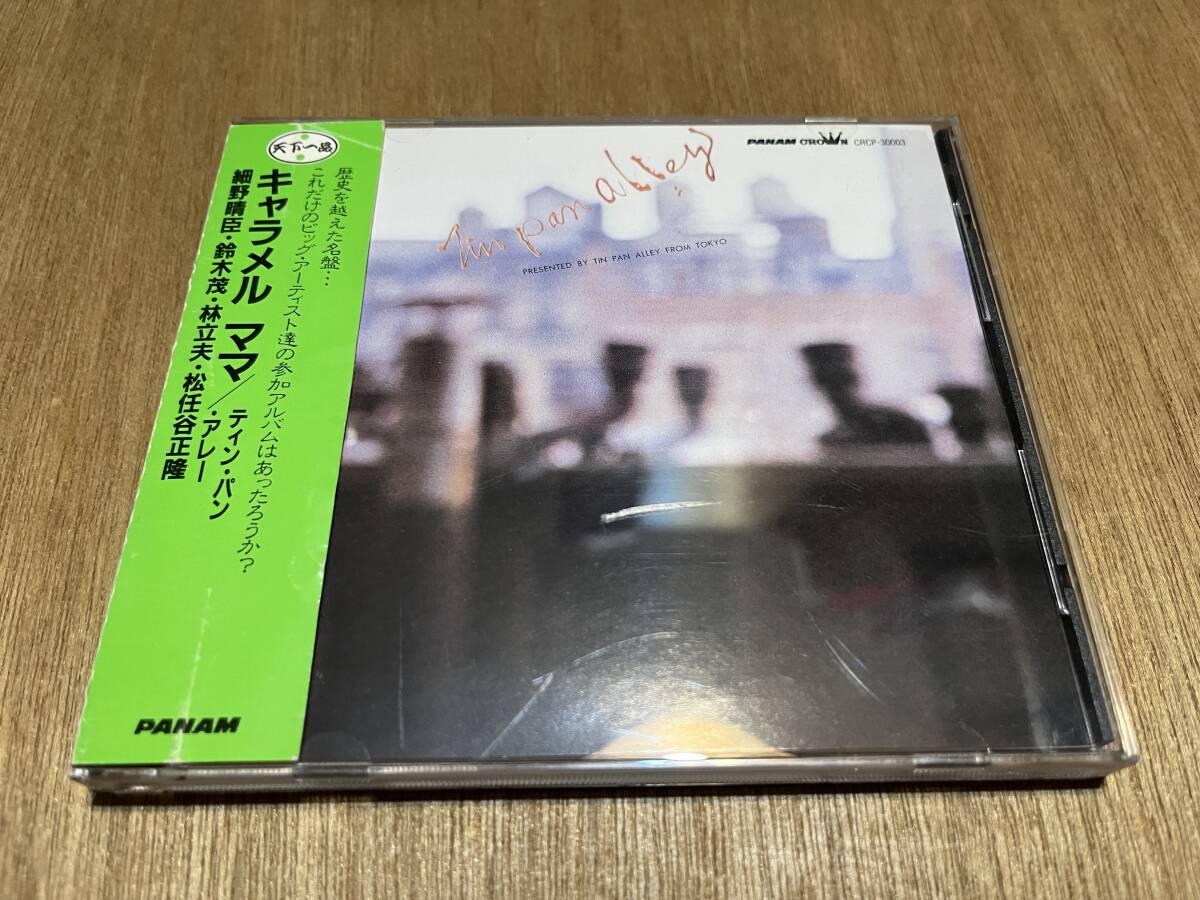 天下一品
歴史を越えた名盤…
これだけのビッグ・アーティスト達の参加アルバムはあったろうか?
キャラメル ママ/ティン・パン・アレー
細野晴臣・鈴木茂・林立夫・松任谷正隆
PANAM
PANAM CROWN CRCP-30003
Tin pan alley
PRESENTED BY TIN PAN ALLEY FROM TOKYO